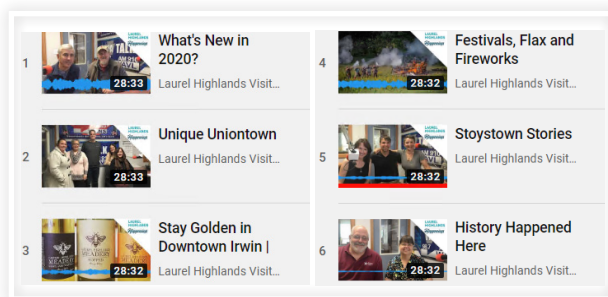 1
What's New in
2020?
Laurel Highlands Visit...
28:33
2
Unique Uniontown
Laurel Highlands Visit...
28:33
3
Stay Golden in
Downtown Irwin |
Laurel Highlands Visit...
28:32
4
Festivals, Flax and
Fireworks
Laurel Highlands Visit...
28:32
5
Stoystown Stories
Laurel Highlands Visit...
28:32
6
History Happened
Here
Laurel Highlands Visit...
28:32